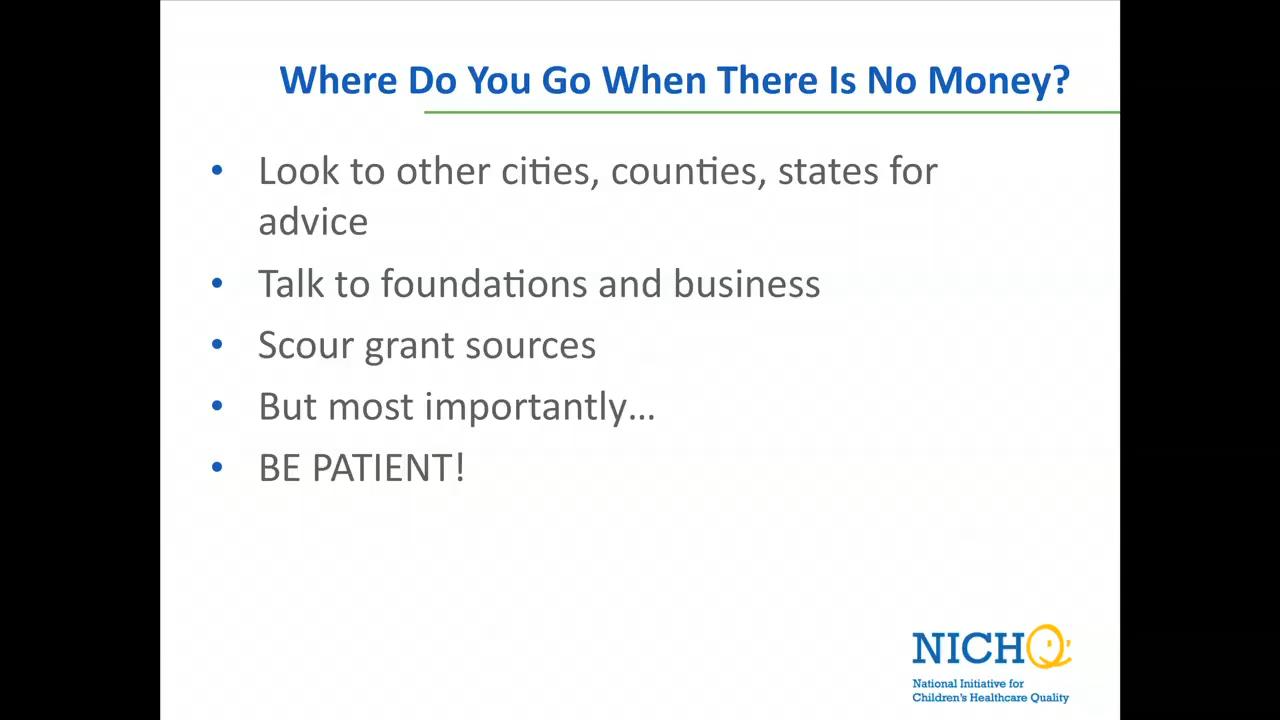 Where Do You Go When There Is No Money?
• Look to other cities, counties, states for
advice
• Talk to foundations and business
• Scour grant sources
• But most importantly…
• BE PATIENT!
NICHQ
National Initiative for
Children's Healthcare Quality